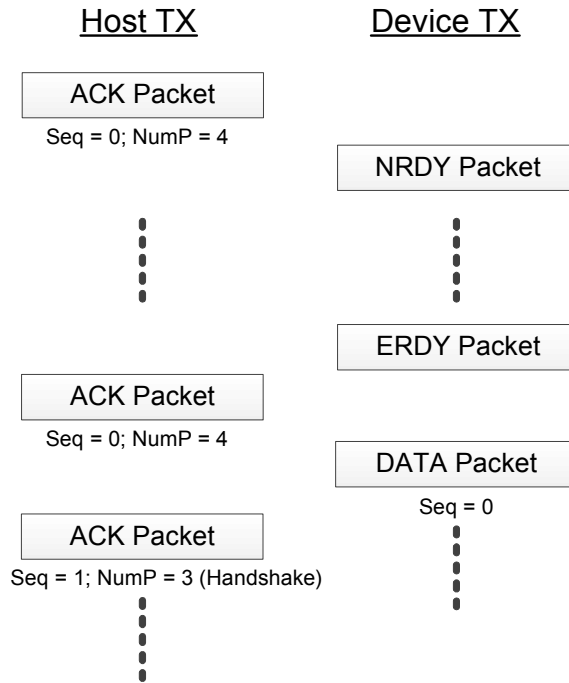 Host TX
Device TX
ACK Packet
Seq = 0; NumP = 4
NRDY Packet
ERDY Packet
ACK Packet
Seq = 0; NumP = 4
DATA Packet
Seq = 0
ACK Packet
Seq = 1; NumP = 3 (Handshake)